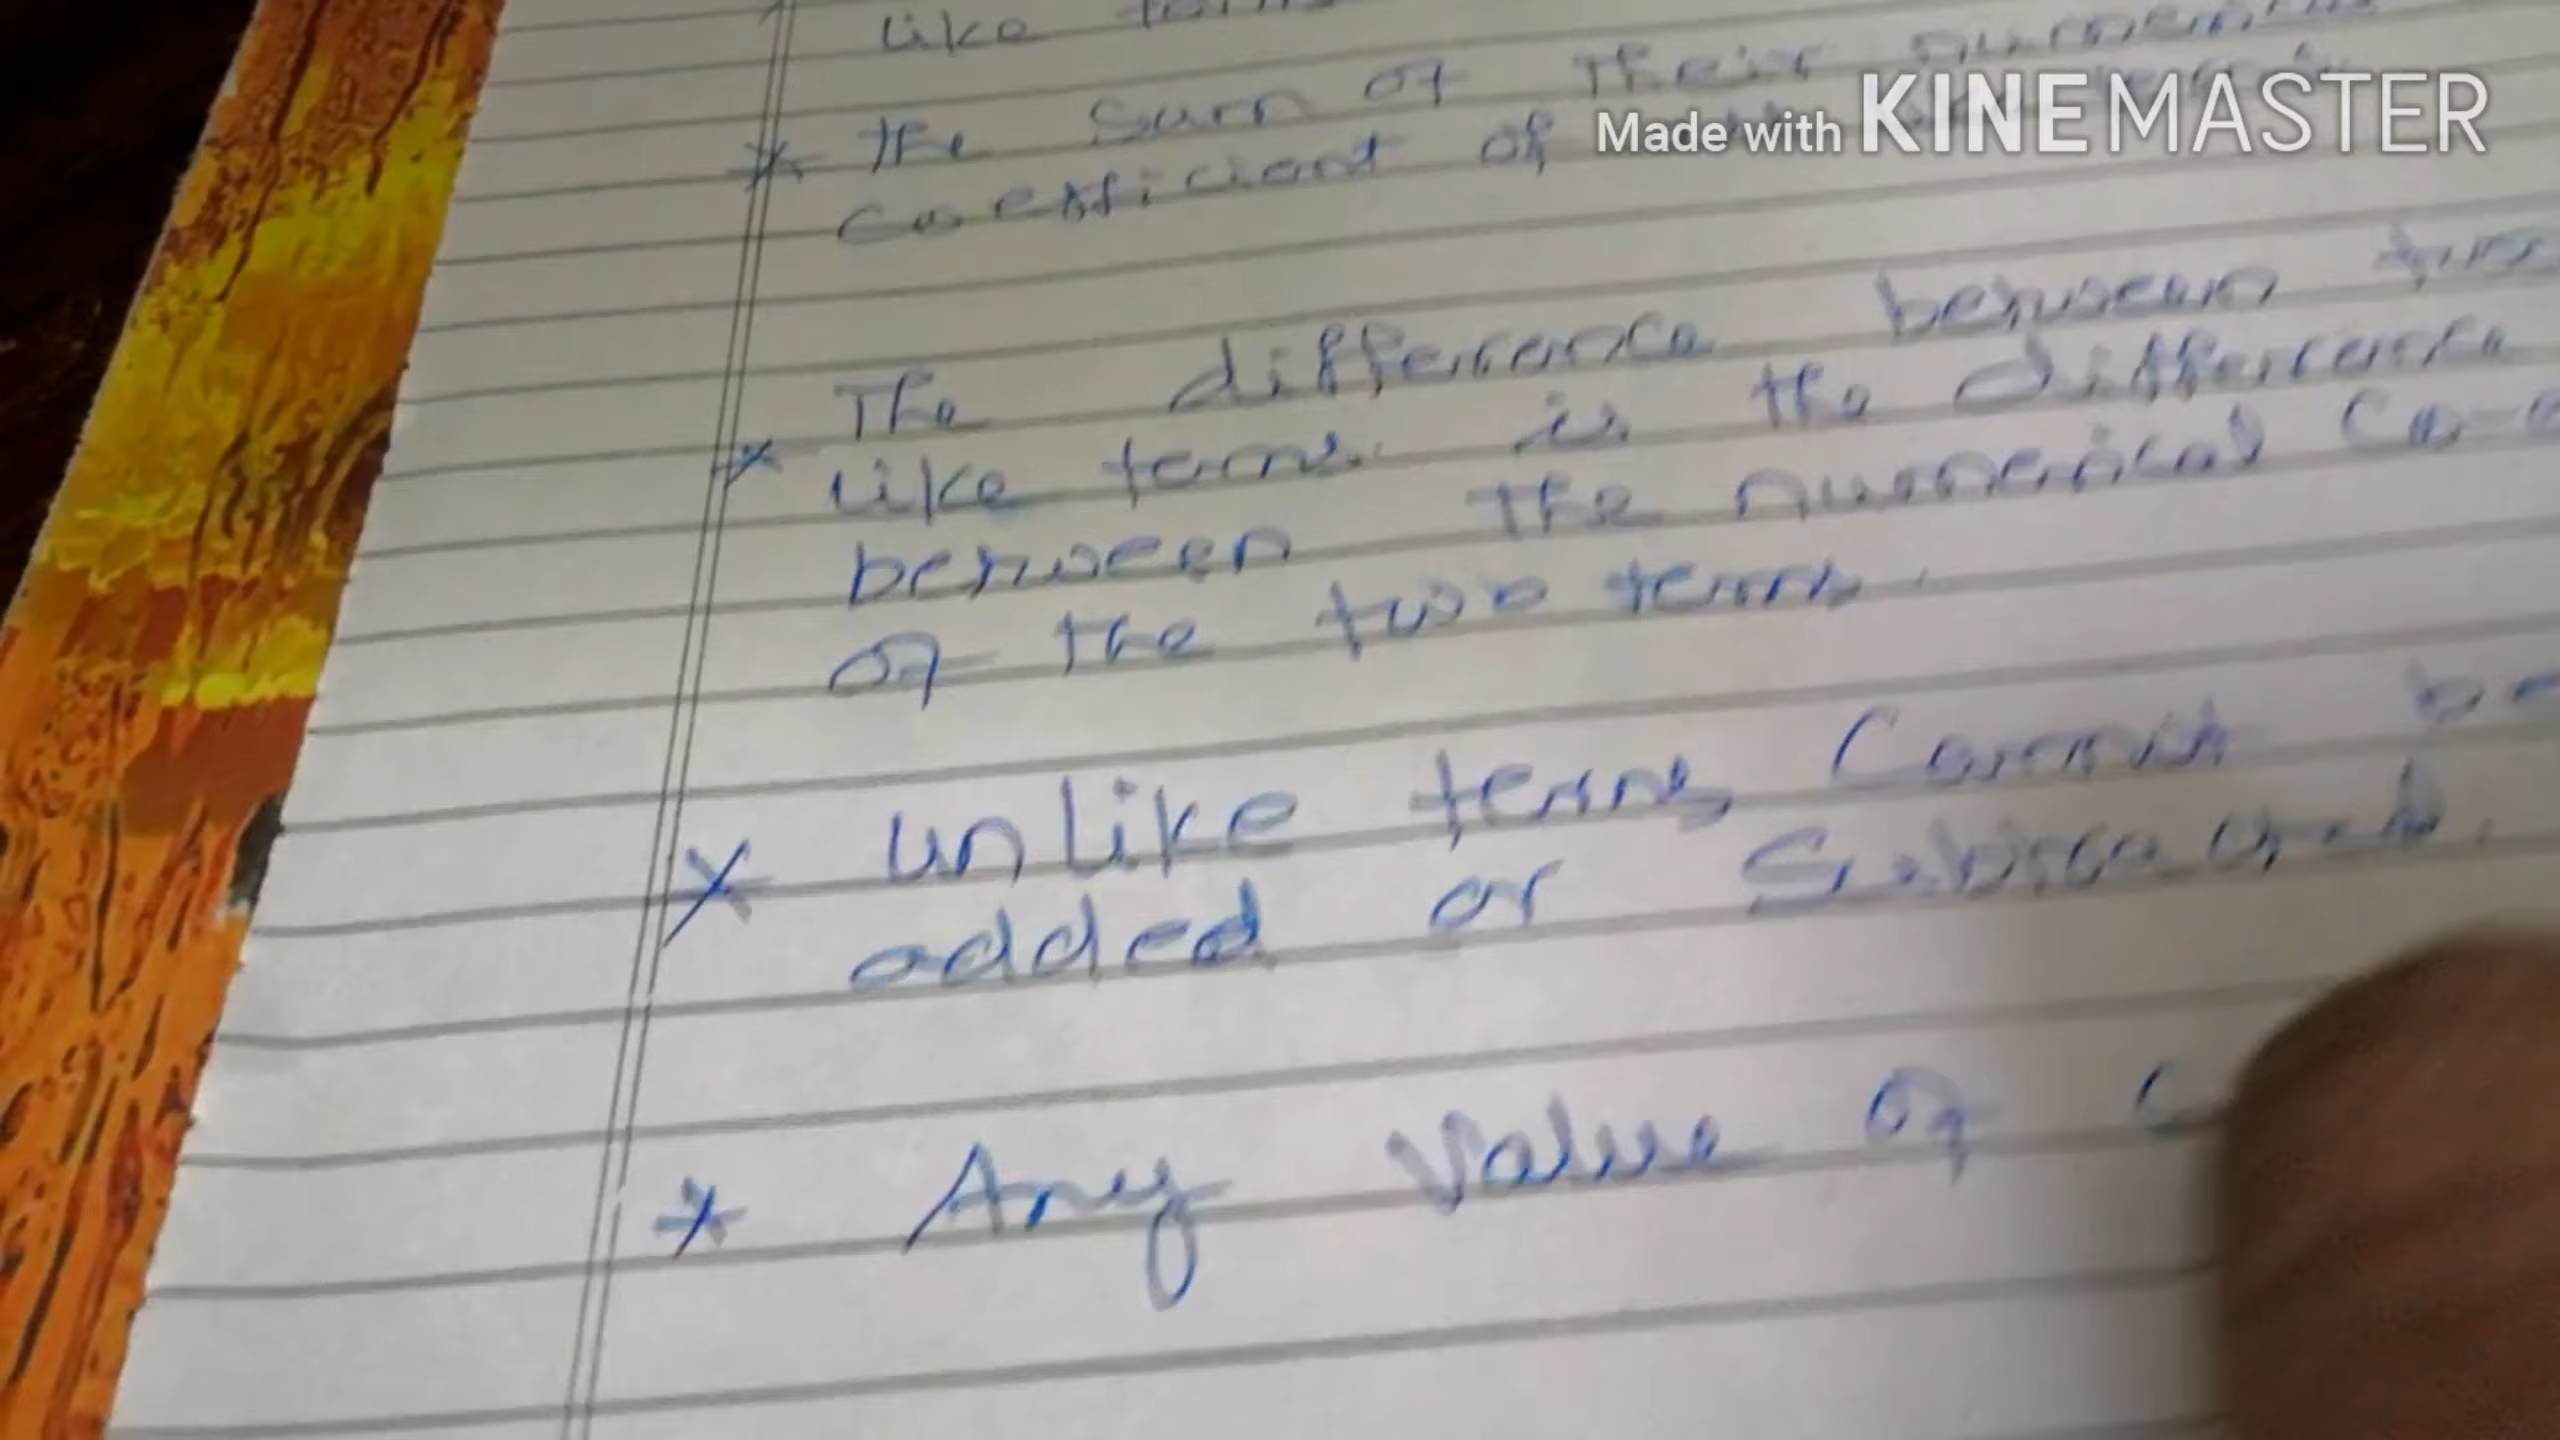 like
* The Sum of Their
Made with KINEMASTER
Coefficient of
* The difference between two
like terms is the difference
between the numerical Co-e
of the two terms.
* unlike terms Cannot be
added or Subtracted.
* Any Value of